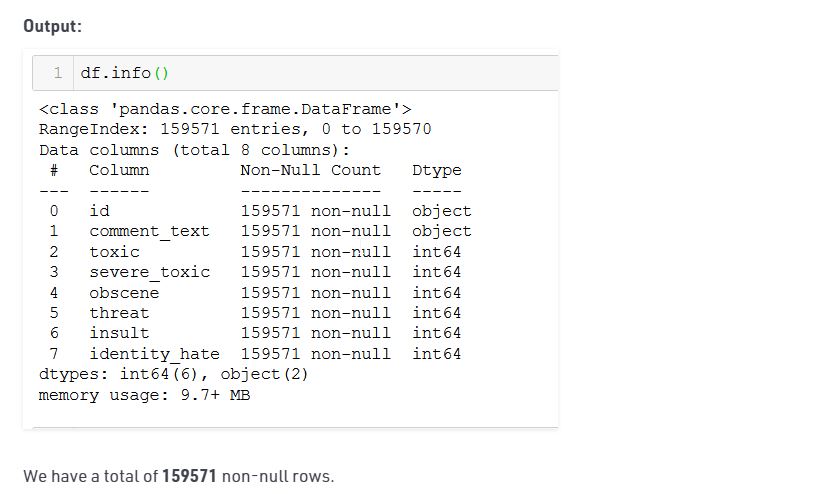 Output:
1 df.info()
<class 'pandas.core.frame.DataFrame'>
RangeIndex: 159571 entries, 0 to 159570
Data columns (total 8 columns):
#   Column         Non-Null Count   Dtype
---  ------         --------------   -----
0   id             159571 non-null  object
1   comment_text   159571 non-null  object
2   toxic          159571 non-null  int64
3   severe_toxic   159571 non-null  int64
4   obscene        159571 non-null  int64
5   threat         159571 non-null  int64
6   insult         159571 non-null  int64
7   identity_hate  159571 non-null  int64
dtypes: int64(6), object(2)
memory usage: 9.7+ MB
We have a total of 159571 non-null rows.